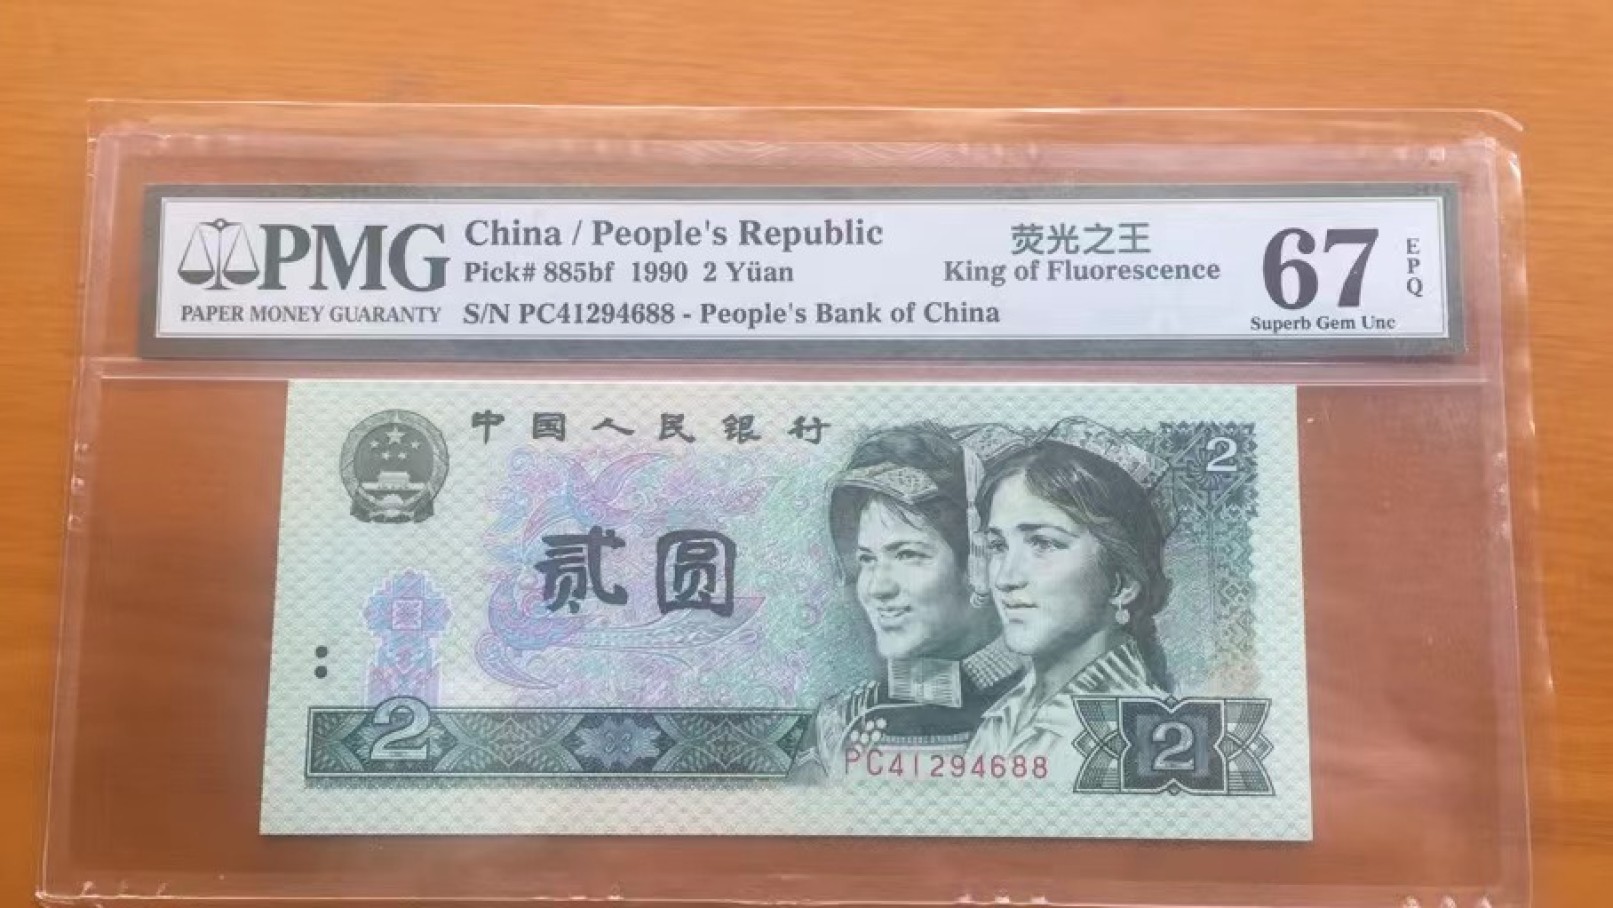 PMG
PAPER MONEY GUARANTY
China / People's Republic
Pick# 885bf 1990 2 Yüan
S/N PC41294688 - People's Bank of China
荧光之王
King of Fluorescence
67
EPQ
Superb Gem Unc
中国人民银行
2
贰圆
2
2
PC41294688